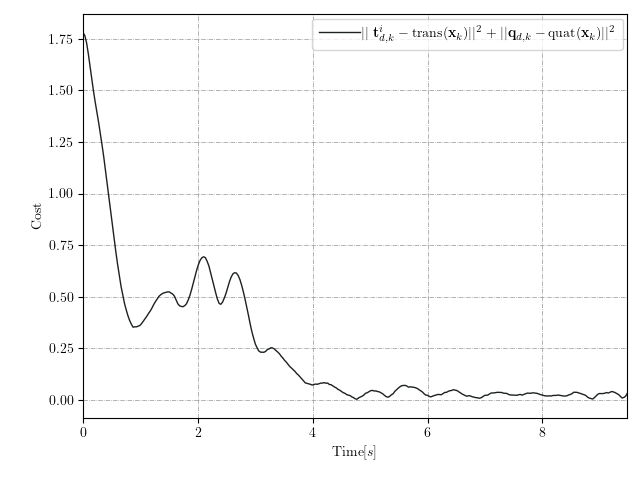 || t^i_{d,k} − trans(x_k)||² + ||q_{d,k} − quat(x_k)||²
1.75
1.50
1.25
1.00
0.75
0.50
0.25
0.00
Cost
0 2 4 6 8
Time[s]